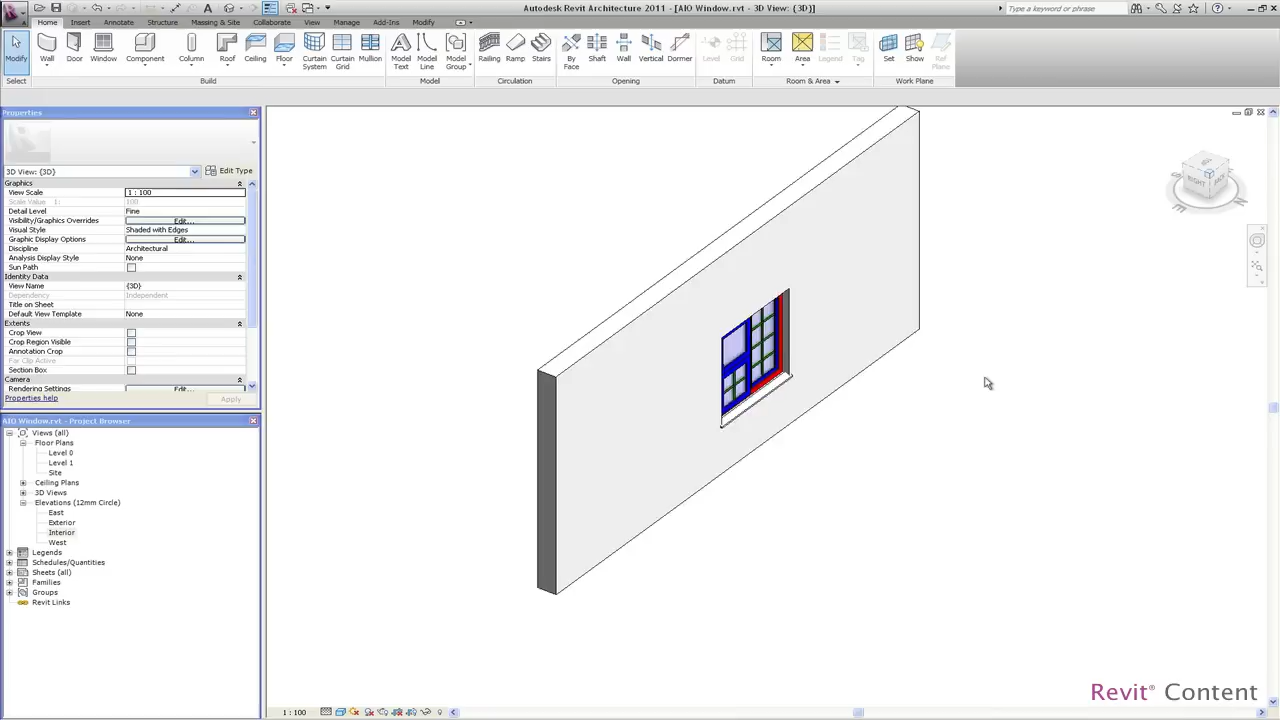 Autodesk Revit Architecture 2011 - [AIO Window.rvt - 3D View: {3D}]
Type a keyword or phrase
Home Insert Annotate Structure Massing & Site Collaborate View Manage Add-Ins Modify
Modify Wall Door Window Component Column Roof Ceiling Floor Curtain System Curtain Grid Mullion Model Text Model Line Model Group Railing Ramp Stairs By Face Shaft Wall Vertical Dormer Level Grid Room Area Legend Tag Set Show Ref Plane
Select Build Model Circulation Opening Datum Room & Area Work Plane
Properties
3D View: {3D} Edit Type
Graphics
View Scale 1 : 100
Scale Value 1: 100
Detail Level Fine
Visibility/Graphics Overrides Edit...
Visual Style Shaded with Edges
Graphic Display Options Edit...
Discipline Architectural
Analysis Display Style None
Sun Path
Identity Data
View Name {3D}
Dependency Independent
Title on Sheet
Default View Template None
Extents
Crop View
Crop Region Visible
Annotation Crop
Far Clip Active
Section Box
Camera
Rendering Settings Edit...
Properties help Apply
AIO Window.rvt - Project Browser
Views (all)
Floor Plans
Level 0
Level 1
Site
Ceiling Plans
3D Views
Elevations (12mm Circle)
East
Exterior
Interior
West
Legends
Schedules/Quantities
Sheets (all)
Families
Groups
Revit Links
RIGHT
1 : 100
Revit® Content